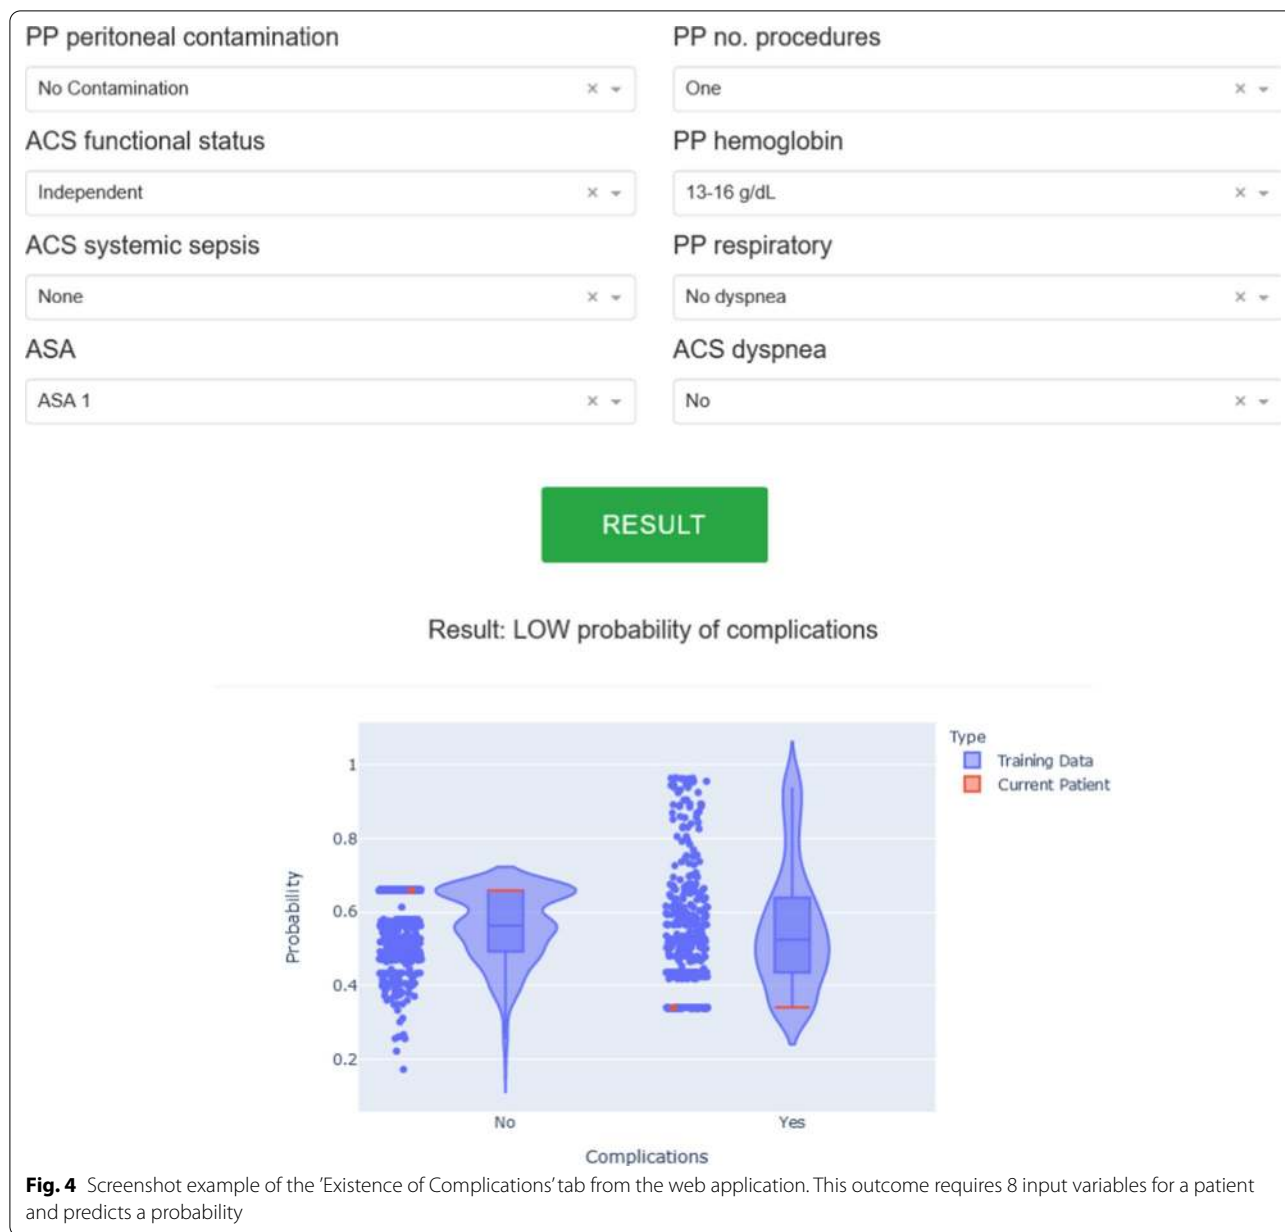 PP peritoneal contamination
PP no. procedures
No Contamination
One
ACS functional status
PP hemoglobin
Independent
13-16 g/dL
ACS systemic sepsis
PP respiratory
None
No dyspnea
ASA
ACS dyspnea
ASA 1
No
RESULT
Result: LOW probability of complications
Type
Training Data
Current Patient
1
0.8
0.6
0.4
0.2
Probability
No
Yes
Complications
Fig. 4 Screenshot example of the 'Existence of Complications' tab from the web application. This outcome requires 8 input variables for a patient
and predicts a probability